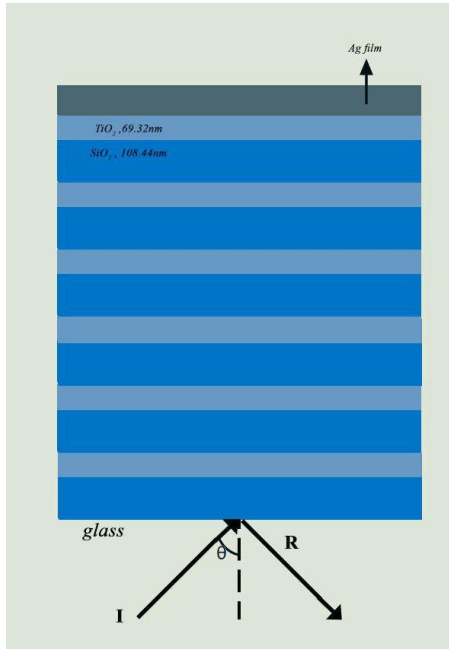 Ag film
TiO₂ ,69.32nm
SiO₂ , 108.44nm
glass
θ
R
I